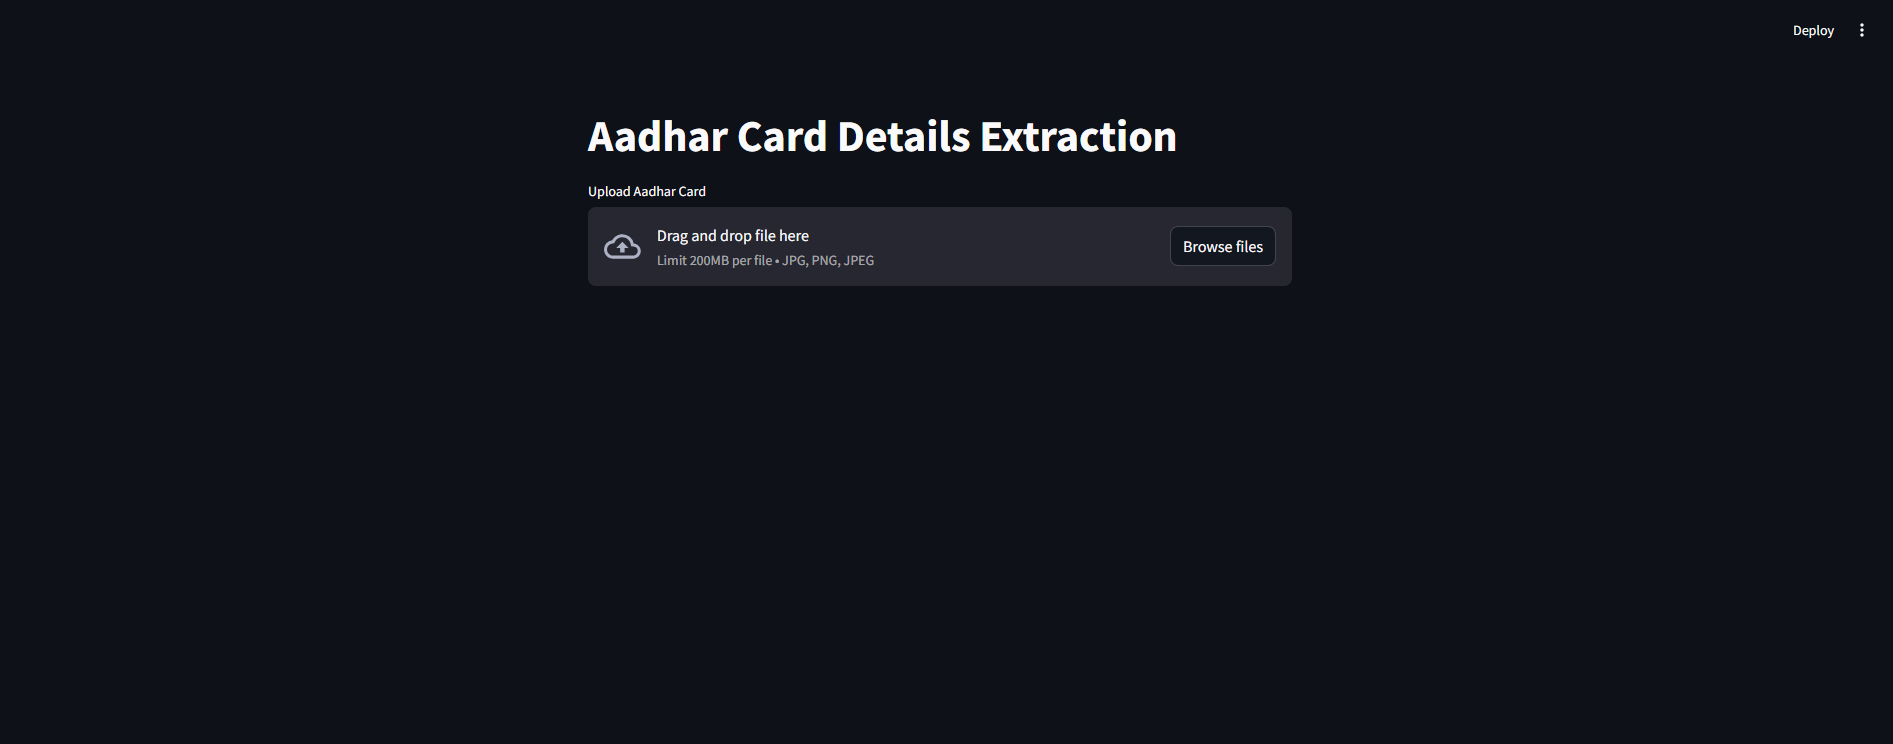 Deploy
Aadhar Card Details Extraction
Upload Aadhar Card
Drag and drop file here
Limit 200MB per file • JPG, PNG, JPEG
Browse files